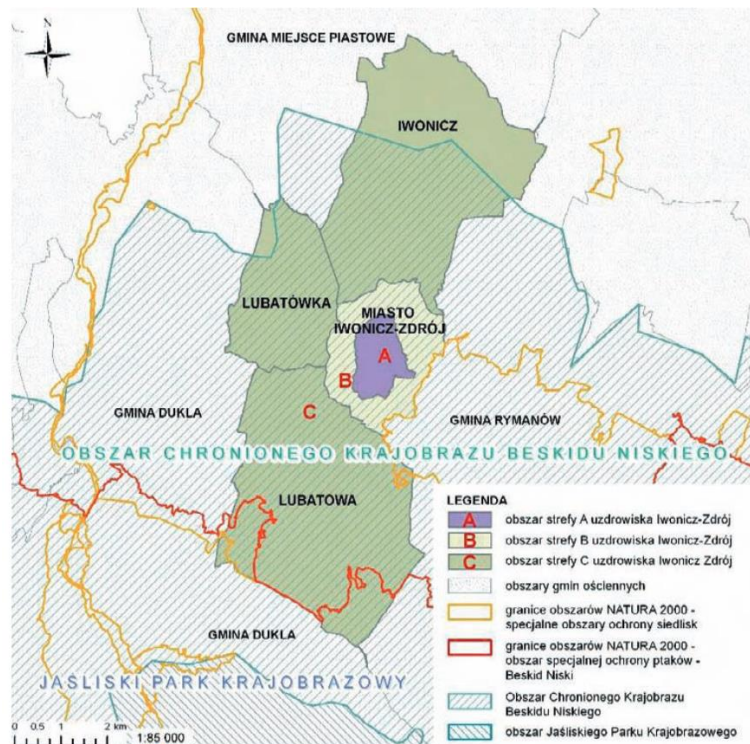 N
GMINA MIEJSCE PIASTOWE
IWONICZ
LUBATÓWKA
MIASTO
IWONICZ-ZDRÓJ
A
B
C
GMINA DUKLA
GMINA RYMANÓW
OBSZAR CHRONIONEGO KRAJOBRAZU BESKIDU NISKIEGO
LUBATOWA
GMINA DUKLA
JAŚLISKI PARK KRAJOBRAZOWY
0 0.5 1 2 km
1:85 000
LEGENDA
A obszar strefy A uzdrowiska Iwonicz-Zdrój
B obszar strefy B uzdrowiska Iwonicz-Zdrój
C obszar strefy C uzdrowiska Iwonicz Zdrój
obszary gmin ościennych
granice obszarów NATURA 2000 -
specjalne obszary ochrony siedlisk
granice obszarów NATURA 2000 -
obszar specjalnej ochrony ptaków -
Beskid Niski
Obszar Chronionego Krajobrazu
Beskidu Niskiego
obszar Jaśliskiego Parku Krajobrazowego